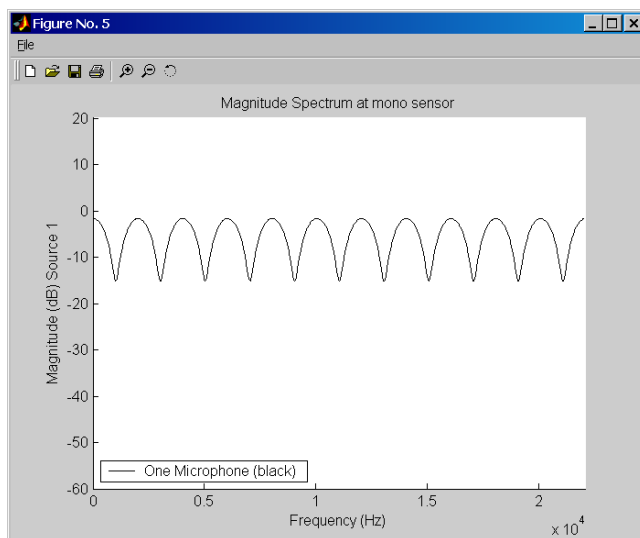 Figure No. 5
File
Magnitude Spectrum at mono sensor
20
10
0
-10
-20
-30
-40
-50
-60
Magnitude (dB) Source 1
One Microphone (black)
0
0.5
1
1.5
2
x 10^4
Frequency (Hz)